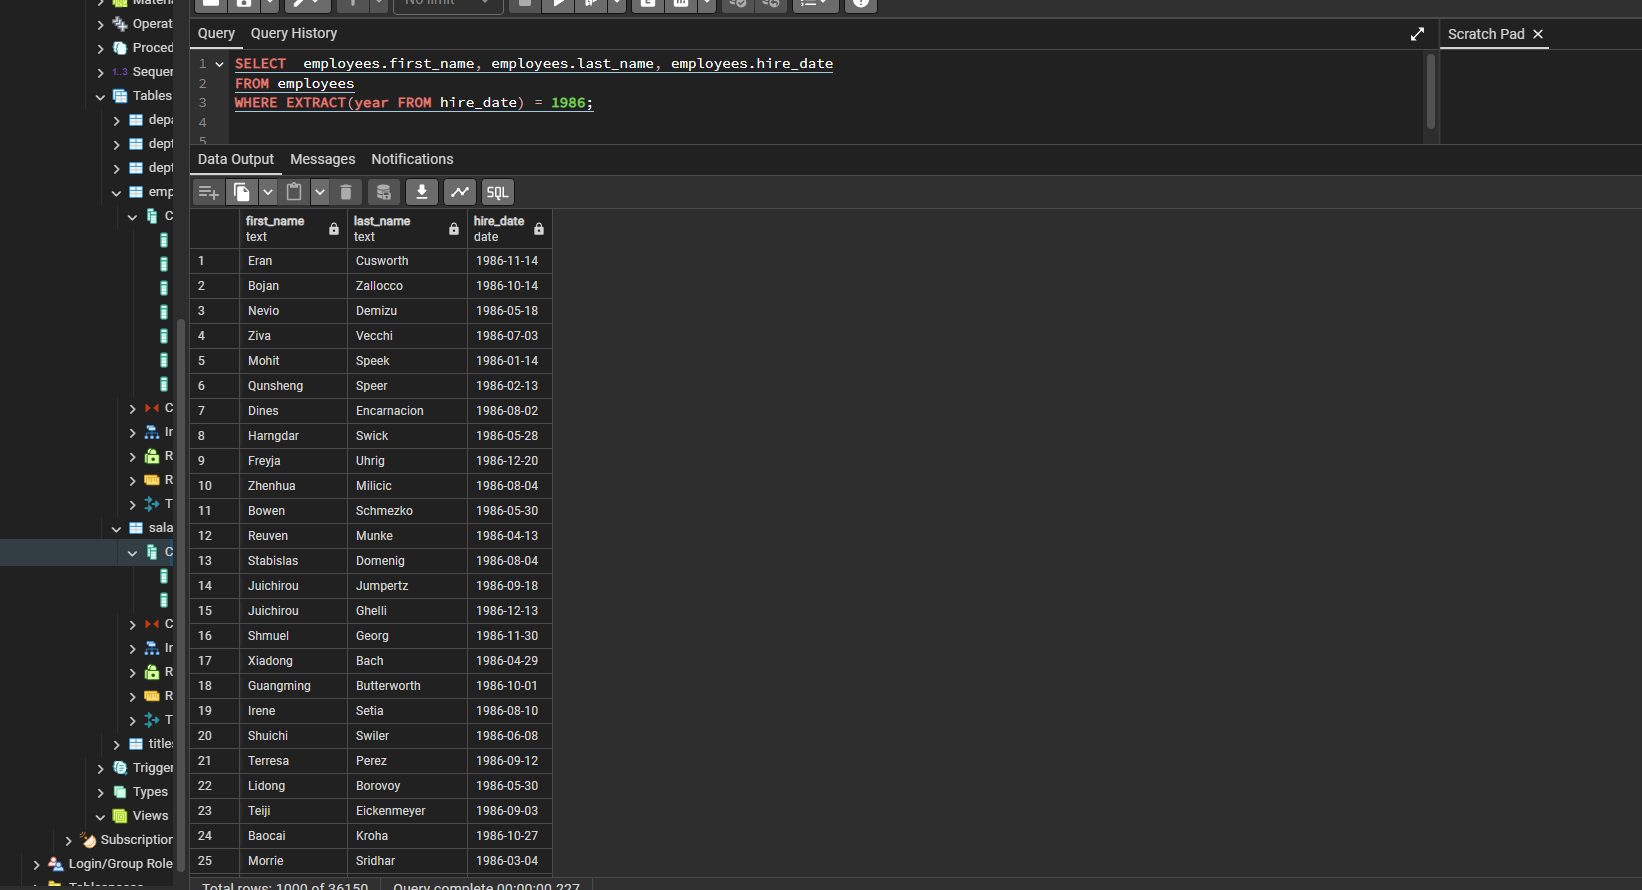 No limit
Materi
Operat
Proced
1..3 Sequer
Tables
depa
dept
dept
emp
C
C
In
R
R
T
sala
C
C
In
R
R
T
titles
Trigger
Types
Views
Subscription
Login/Group Role
Tablespaces
Query Query History
Scratch Pad
1 SELECT employees.first_name, employees.last_name, employees.hire_date
2 FROM employees
3 WHERE EXTRACT(year FROM hire_date) = 1986;
4
5
Data Output Messages Notifications
SQL
first_name last_name hire_date
text text date
1 Eran Cusworth 1986-11-14
2 Bojan Zallocco 1986-10-14
3 Nevio Demizu 1986-05-18
4 Ziva Vecchi 1986-07-03
5 Mohit Speek 1986-01-14
6 Qunsheng Speer 1986-02-13
7 Dines Encarnacion 1986-08-02
8 Harngdar Swick 1986-05-28
9 Freyja Uhrig 1986-12-20
10 Zhenhua Milicic 1986-08-04
11 Bowen Schmezko 1986-05-30
12 Reuven Munke 1986-04-13
13 Stabislas Domenig 1986-08-04
14 Juichirou Jumpertz 1986-09-18
15 Juichirou Ghelli 1986-12-13
16 Shmuel Georg 1986-11-30
17 Xiadong Bach 1986-04-29
18 Guangming Butterworth 1986-10-01
19 Irene Setia 1986-08-10
20 Shuichi Swiler 1986-06-08
21 Terresa Perez 1986-09-12
22 Lidong Borovoy 1986-05-30
23 Teiji Eickenmeyer 1986-09-03
24 Baocai Kroha 1986-10-27
25 Morrie Sridhar 1986-03-04
Total rows: 1000 of 36150 Query complete 00:00:00.227